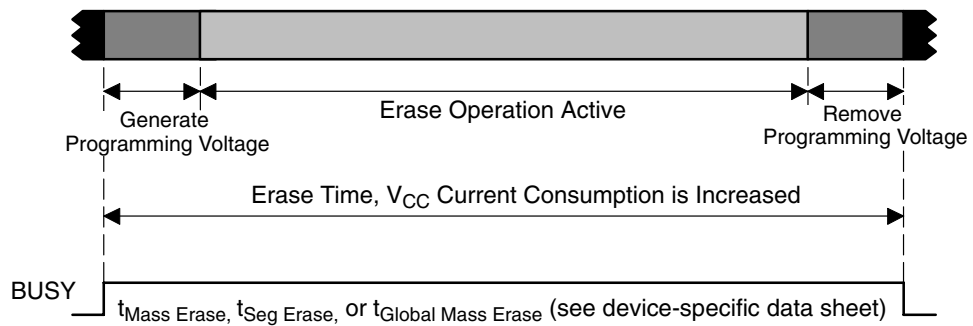 Generate
Programming Voltage
Erase Operation Active
Remove
Programming Voltage
Erase Time, VCC Current Consumption is Increased
BUSY
tMass Erase, tSeg Erase, or tGlobal Mass Erase (see device-specific data sheet)